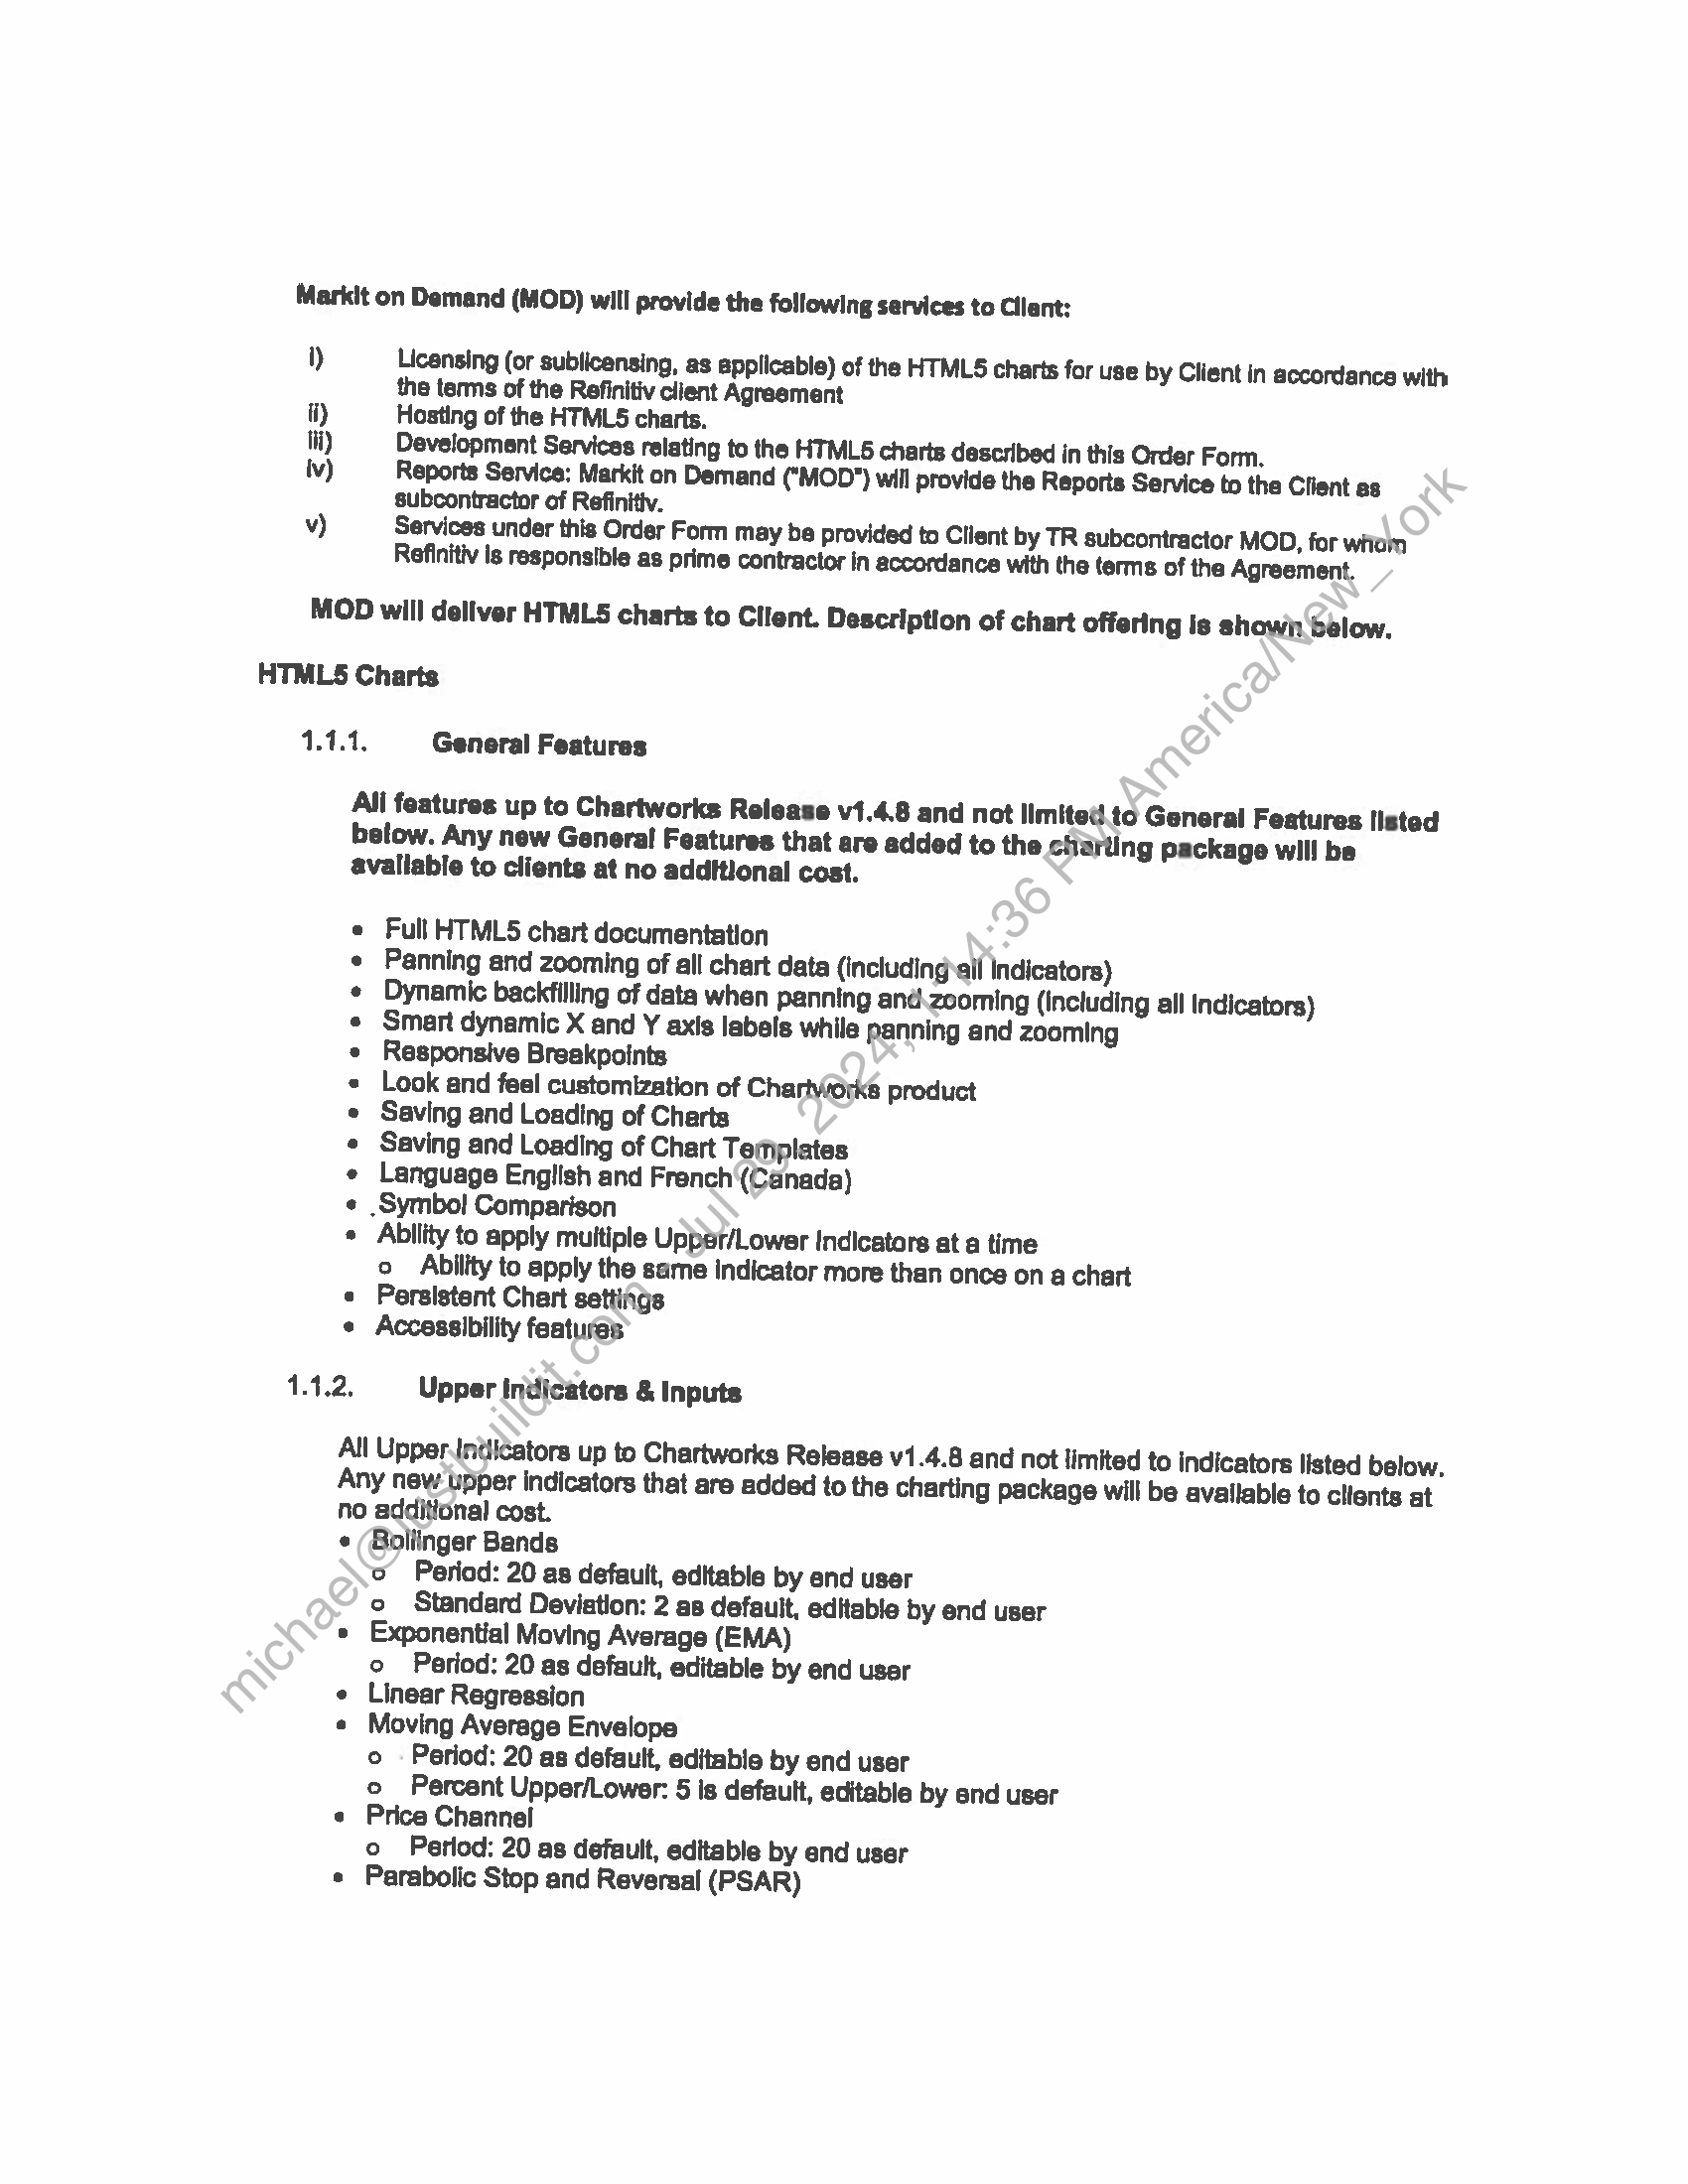 Markit on Demand (MOD) will provide the following services to Client:
i) Licensing (or sublicensing, as applicable) of the HTML5 charts for use by Client in accordance with
the terms of the Refinitiv client Agreement
ii) Hosting of the HTML5 charts.
iii) Development Services relating to the HTML5 charts described in this Order Form.
iv) Reports Service: Markit on Demand ("MOD") will provide the Reports Service to the Client as
subcontractor of Refinitiv.
v) Services under this Order Form may be provided to Client by TR subcontractor MOD, for whom
Refinitiv is responsible as prime contractor in accordance with the terms of the Agreement.
MOD will deliver HTML5 charts to Client. Description of chart offering is shown below.
HTML5 Charts
1.1.1. General Features
All features up to Chartworks Release v1.4.8 and not limited to General Features listed
below. Any new General Features that are added to the charting package will be
available to clients at no additional cost.
• Full HTML5 chart documentation
• Panning and zooming of all chart data (including all indicators)
• Dynamic backfilling of data when panning and zooming (including all indicators)
• Smart dynamic X and Y axis labels while panning and zooming
• Responsive Breakpoints
• Look and feel customization of Chartworks product
• Saving and Loading of Charts
• Saving and Loading of Chart Templates
• Language English and French (Canada)
• Symbol Comparison
• Ability to apply multiple Upper/Lower Indicators at a time
o Ability to apply the same indicator more than once on a chart
• Persistent Chart settings
• Accessibility features
1.1.2. Upper Indicators & Inputs
All Upper Indicators up to Chartworks Release v1.4.8 and not limited to indicators listed below.
Any new upper indicators that are added to the charting package will be available to clients at
no additional cost.
• Bollinger Bands
o Period: 20 as default, editable by end user
o Standard Deviation: 2 as default, editable by end user
• Exponential Moving Average (EMA)
o Period: 20 as default, editable by end user
• Linear Regression
• Moving Average Envelope
o Period: 20 as default, editable by end user
o Percent Upper/Lower: 5 is default, editable by end user
• Price Channel
o Period: 20 as default, editable by end user
• Parabolic Stop and Reversal (PSAR)
michael@justbuildit.com - Jul 29, 2024, 1:14:36 PM America/New_York